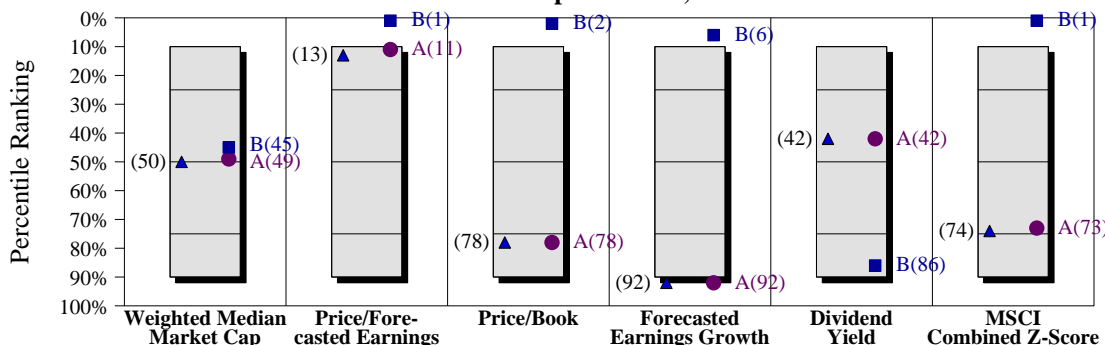 0%
10%
20%
30%
40%
50%
60%
70%
80%
90%
100%
Percentile Ranking
(50)
B(45)
A(49)
Weighted Median
Market Cap
(13)
B(1)
A(11)
Price/Fore-
casted Earnings
(78)
B(2)
A(78)
Price/Book
(92)
B(6)
A(92)
Forecasted
Earnings Growth
(42)
A(42)
B(86)
Dividend
Yield
(74)
B(1)
A(73)
MSCI
Combined Z-Score